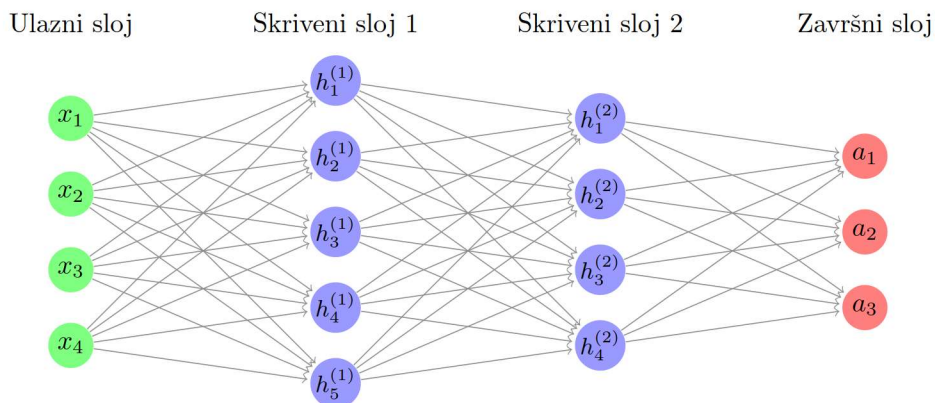 Ulazni sloj
Skriveni sloj 1
Skriveni sloj 2
Završni sloj
x₁
x₂
x₃
x₄
h₁⁽¹⁾
h₂⁽¹⁾
h₃⁽¹⁾
h₄⁽¹⁾
h₅⁽¹⁾
h₁⁽²⁾
h₂⁽²⁾
h₃⁽²⁾
h₄⁽²⁾
a₁
a₂
a₃